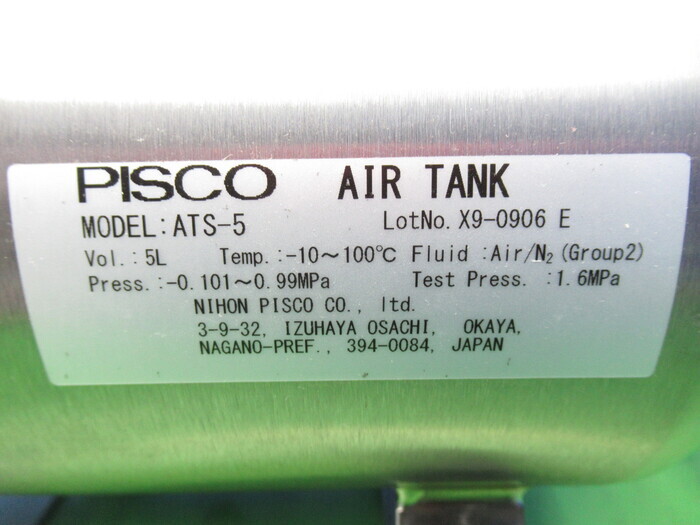 PISCO AIR TANK
MODEL:ATS-5 LotNo. X9-0906 E
Vol.:5L Temp.:-10～100℃ Fluid :Air/N₂(Group2)
Press.:-0.101～0.99MPa Test Press. :1.6MPa
NIHON PISCO CO., ltd.
3-9-32, IZUHAYA OSACHI, OKAYA,
NAGANO-PREF., 394-0084, JAPAN